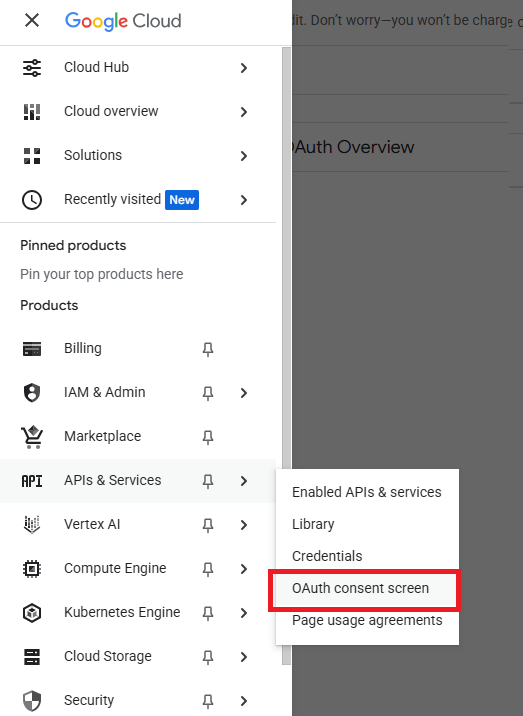 Google Cloud
dit. Don't worry—you won't be charge
Cloud Hub
Cloud overview
Solutions
OAuth Overview
Recently visited New
Pinned products
Pin your top products here
Products
Billing
IAM & Admin
Marketplace
API APIs & Services
Enabled APIs & services
Library
Credentials
OAuth consent screen
Page usage agreements
Vertex AI
Compute Engine
Kubernetes Engine
Cloud Storage
Security